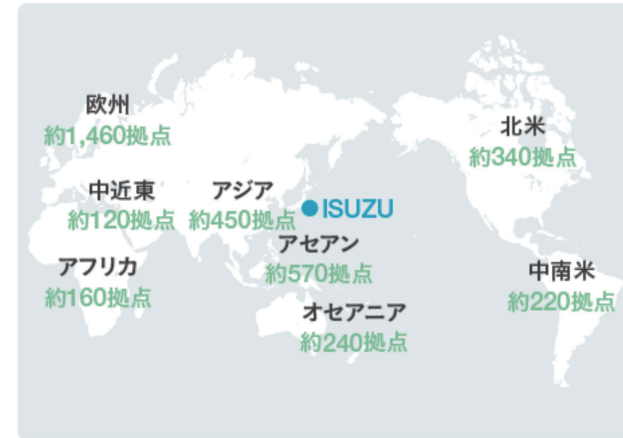 欧州
約1,460拠点
北米
約340拠点
中近東
約120拠点
アジア
約450拠点
ISUZU
アセアン
約570拠点
アフリカ
約160拠点
中南米
約220拠点
オセアニア
約240拠点